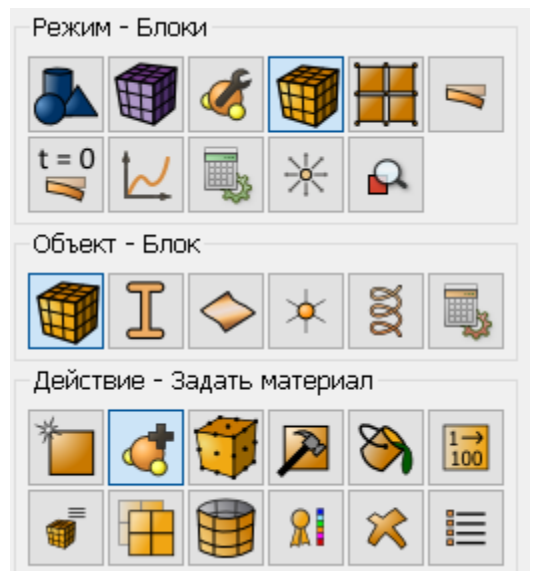 Режим - Блоки
t = 0
Объект - Блок
Действие - Задать материал
1→
100